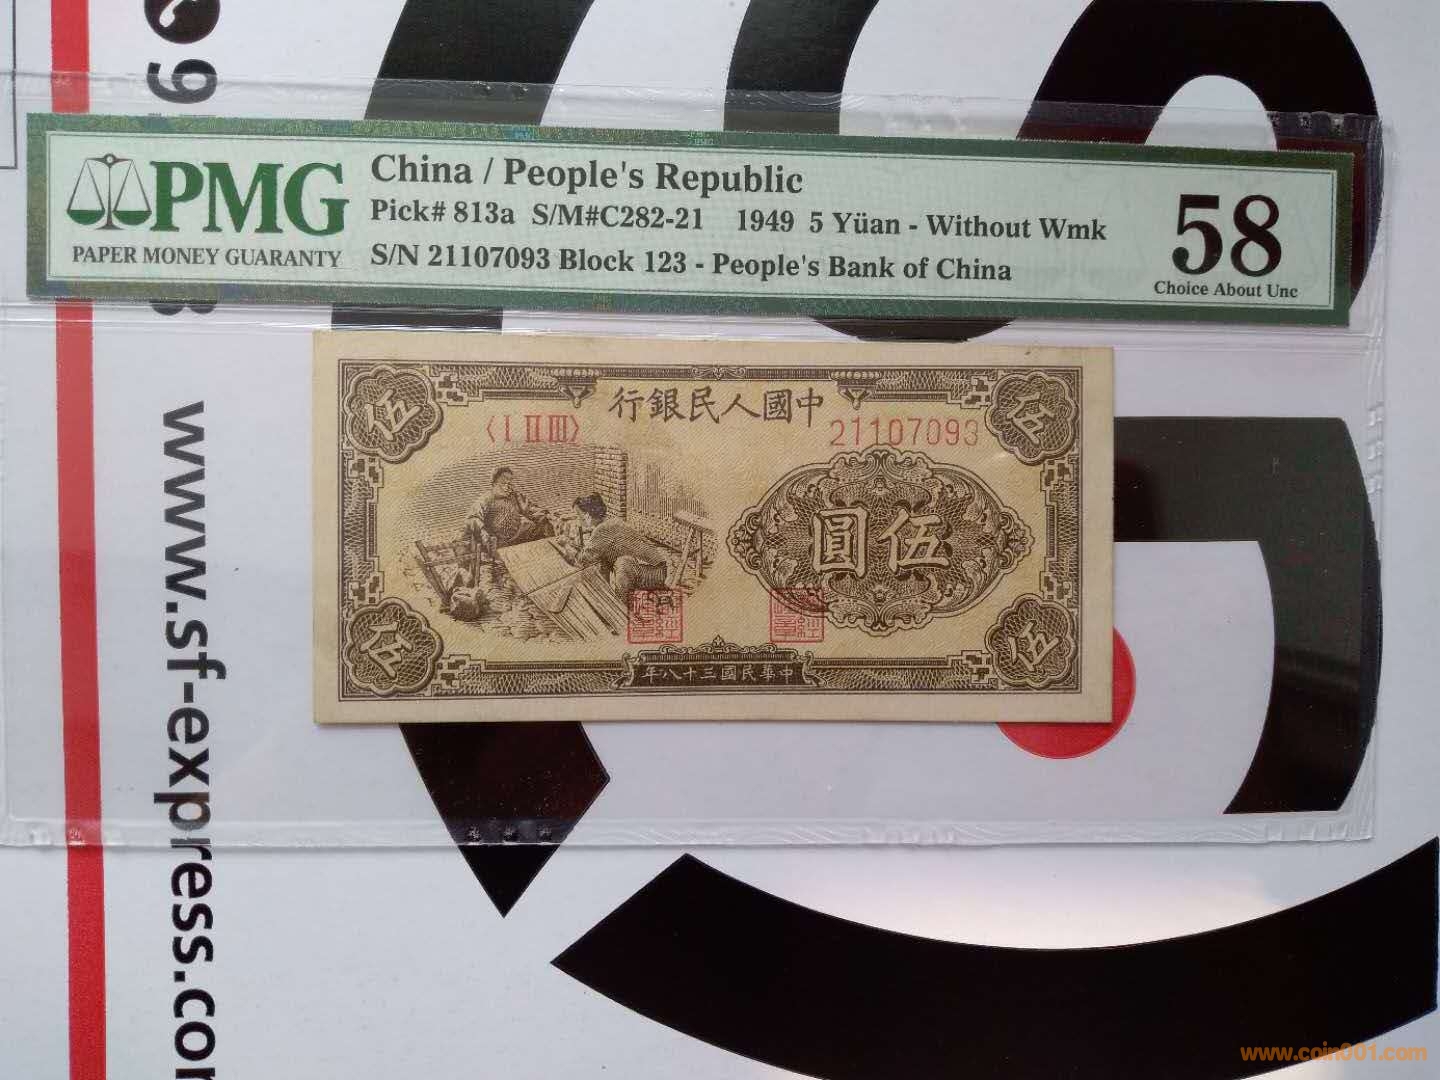 9
www.sf-express.com
PMG
PAPER MONEY GUARANTY
China / People's Republic
Pick# 813a S/M#C282-21 1949 5 Yüan - Without Wmk
S/N 21107093 Block 123 - People's Bank of China
58
Choice About Unc
行銀民人國中
伍
伍
〈I II III〉
21107093
圓伍
伍
伍
年八十三國民華中
www.coin001.com